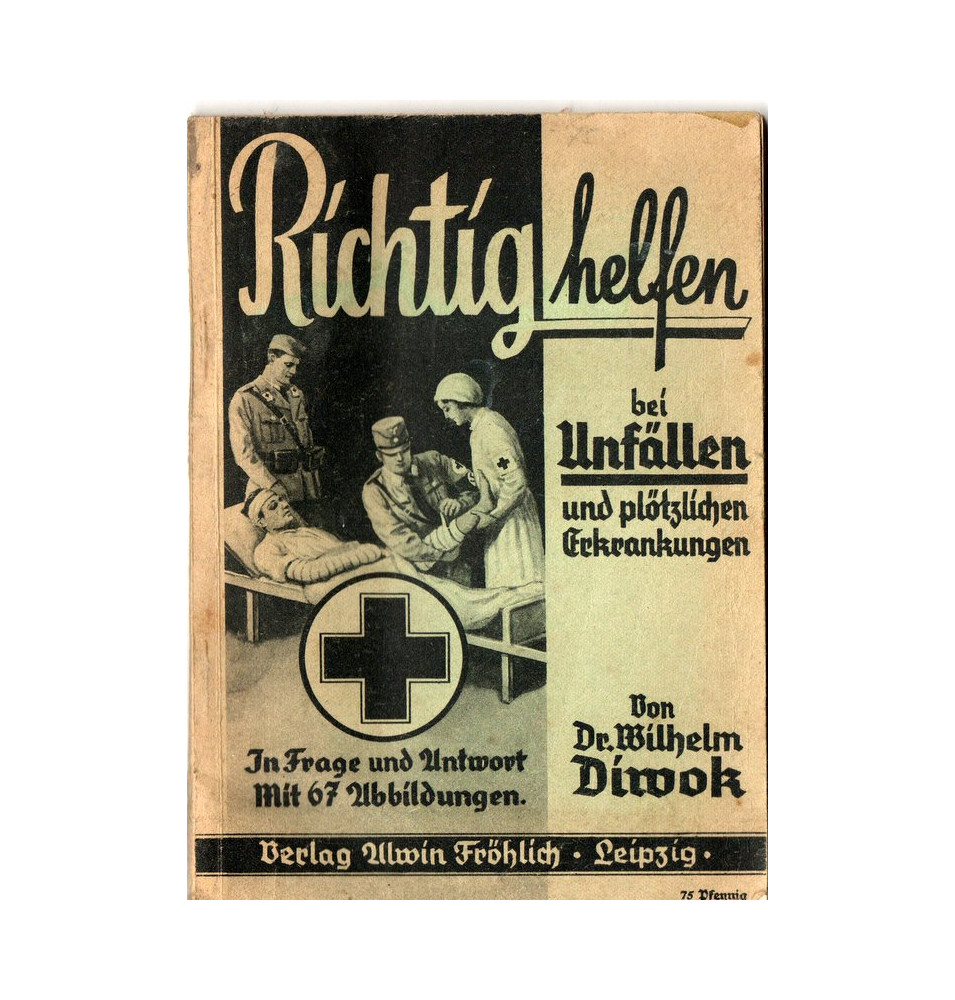 Richtig helfen
bei
Unfällen
und plötzlichen
Erkrankungen
Von
Dr. Wilhelm
Diwok
In Frage und Antwort
Mit 67 Abbildungen.
Verlag Alwin Fröhlich · Leipzig ·
75 Pfennig